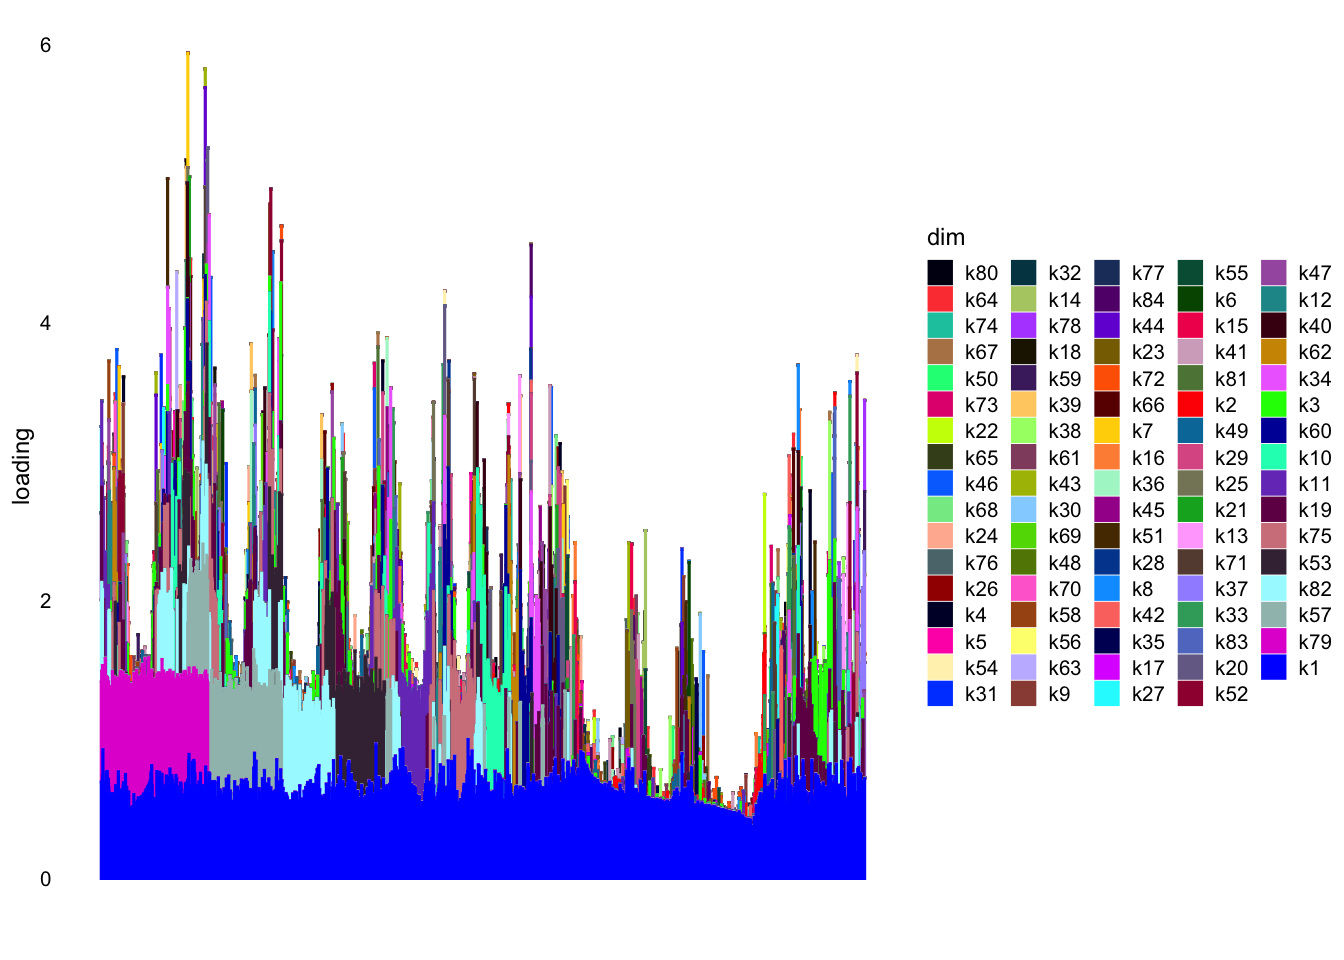 6
4
2
0
loading
dim
k80 k32 k77 k55 k47
k64 k14 k84 k6 k12
k74 k78 k44 k15 k40
k67 k18 k23 k41 k62
k50 k59 k72 k81 k34
k73 k39 k66 k2 k3
k22 k38 k7 k49 k60
k65 k61 k16 k29 k10
k46 k43 k36 k25 k11
k68 k30 k45 k21 k19
k24 k69 k51 k13 k75
k76 k48 k28 k71 k53
k26 k70 k8 k37 k82
k4 k58 k42 k33 k57
k5 k56 k35 k83 k79
k54 k63 k17 k20 k1
k31 k9 k27 k52